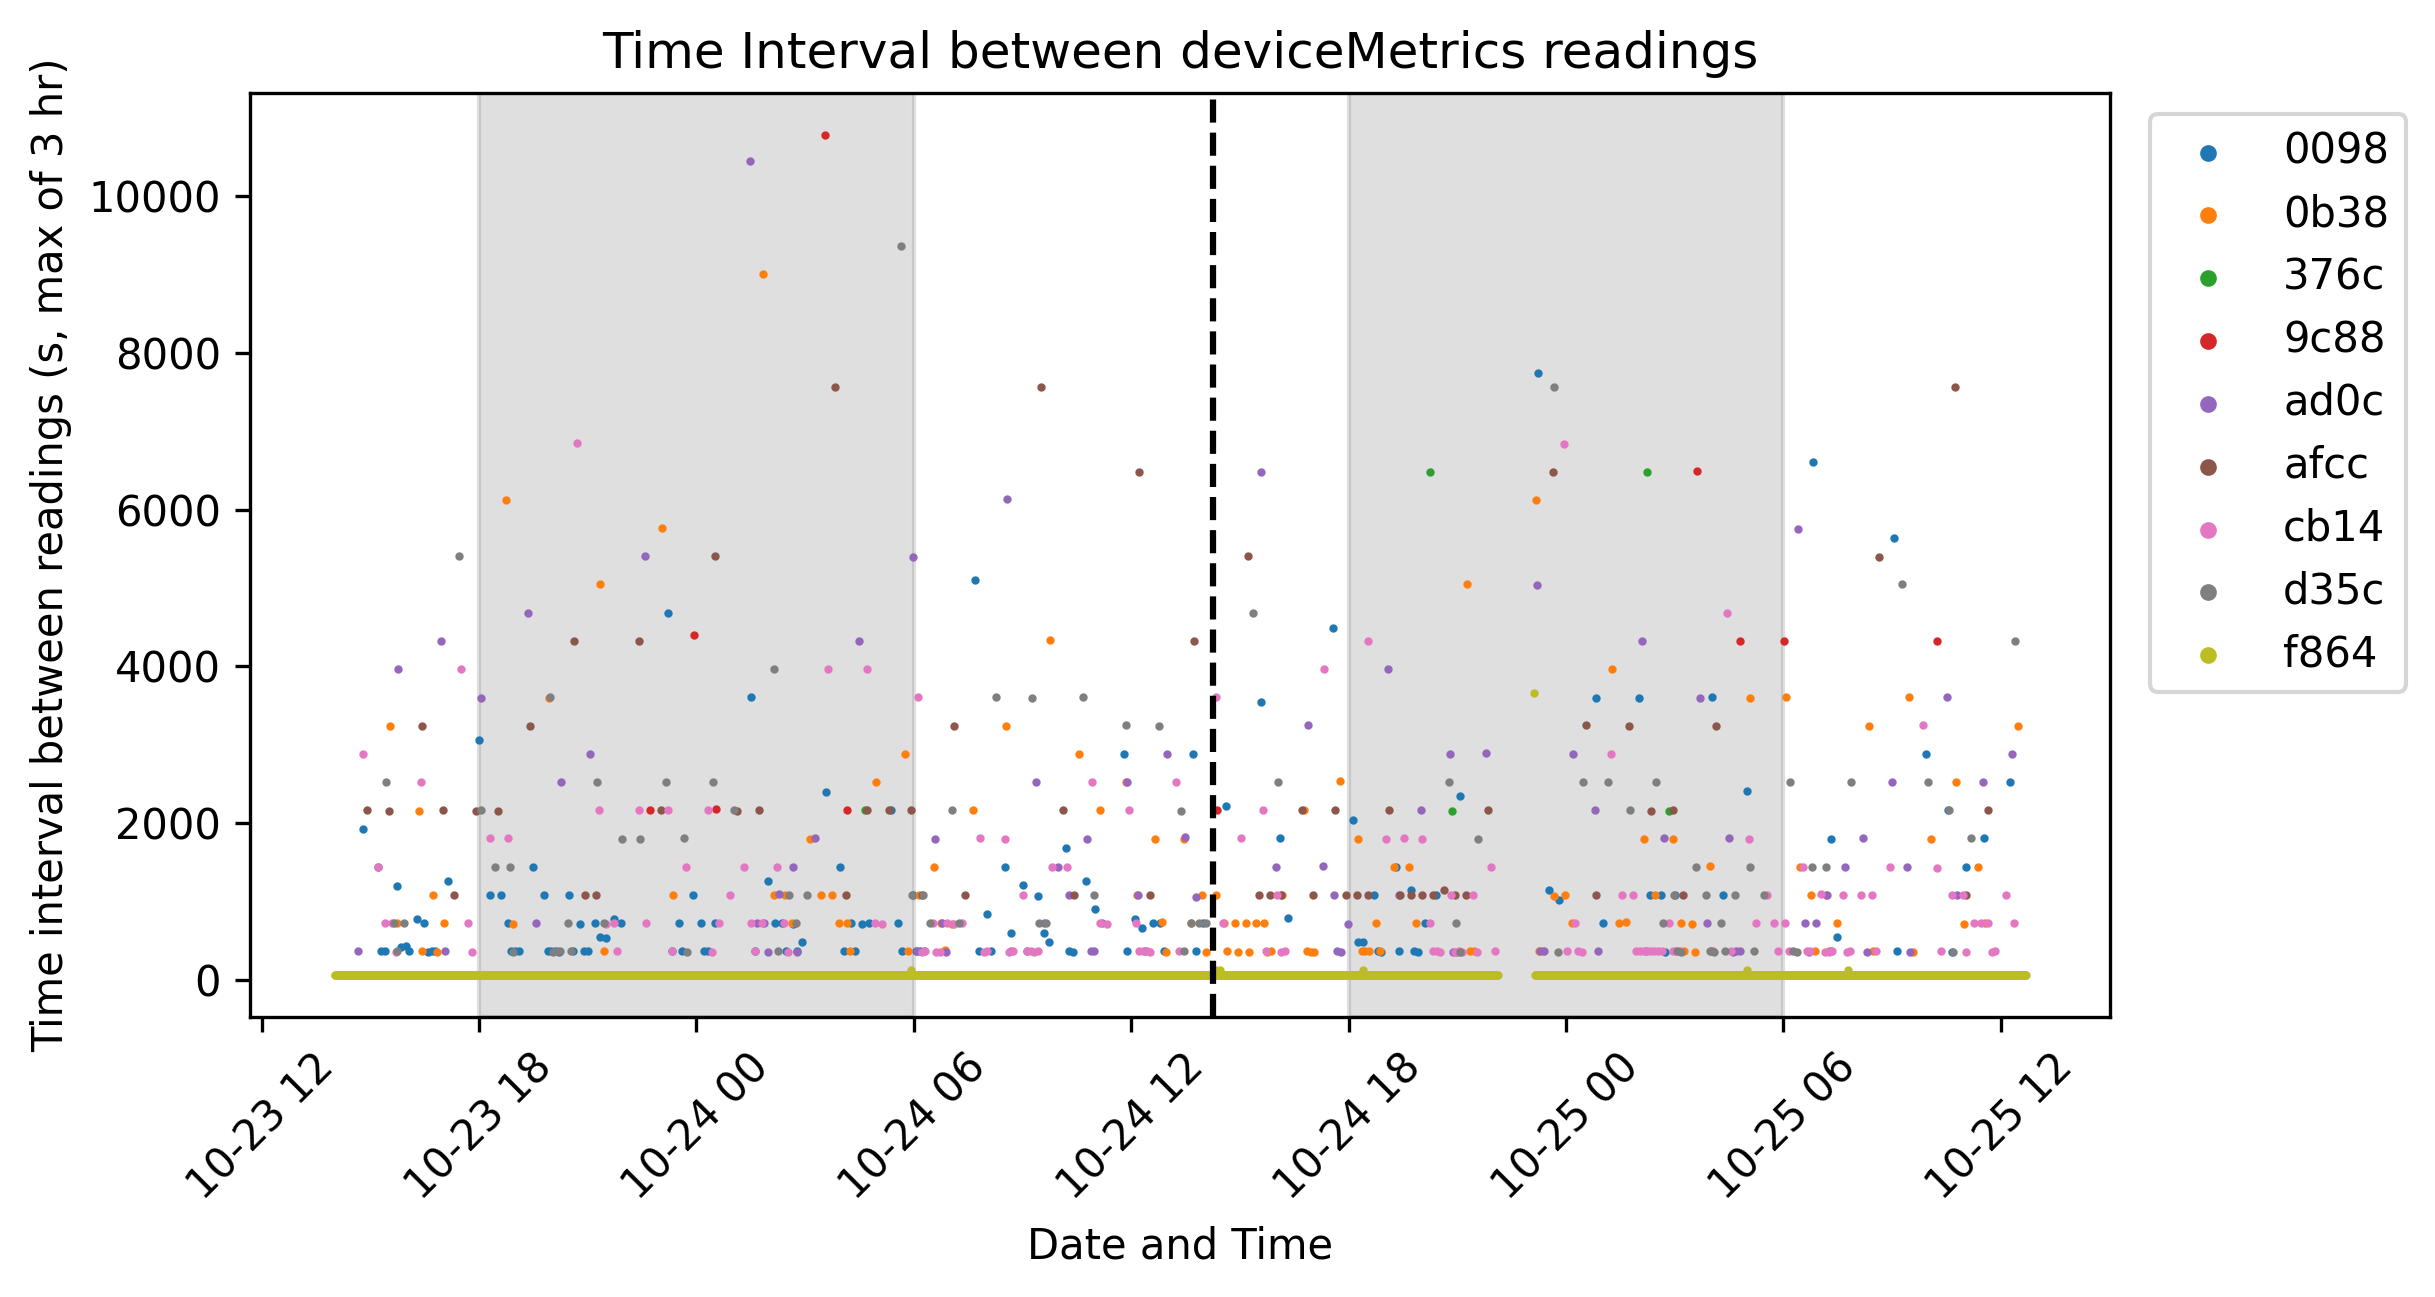 Time Interval between deviceMetrics readings
Time interval between readings (s, max of 3 hr)
10000
8000
6000
4000
2000
0
10-23 12
10-23 18
10-24 00
10-24 06
10-24 12
10-24 18
10-25 00
10-25 06
10-25 12
Date and Time
0098
0b38
376c
9c88
ad0c
afcc
cb14
d35c
f864